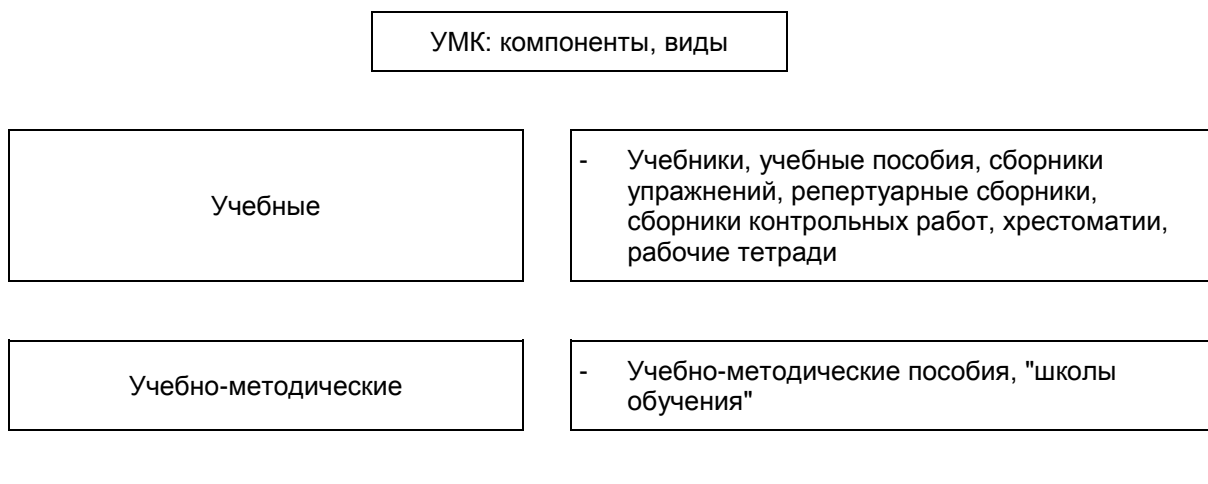 УМК: компоненты, виды
Учебные
- Учебники, учебные пособия, сборники
упражнений, репертуарные сборники,
сборники контрольных работ, хрестоматии,
рабочие тетради
Учебно-методические
- Учебно-методические пособия, "школы
обучения"